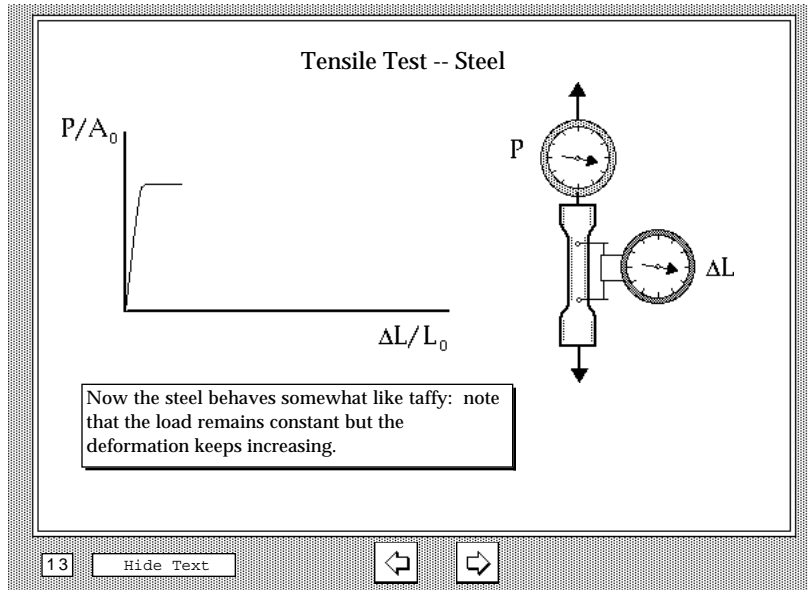 Tensile Test -- Steel
P/A₀
P
ΔL
ΔL/L₀
Now the steel behaves somewhat like taffy:  note
that the load remains constant but the
deformation keeps increasing.
13
Hide Text